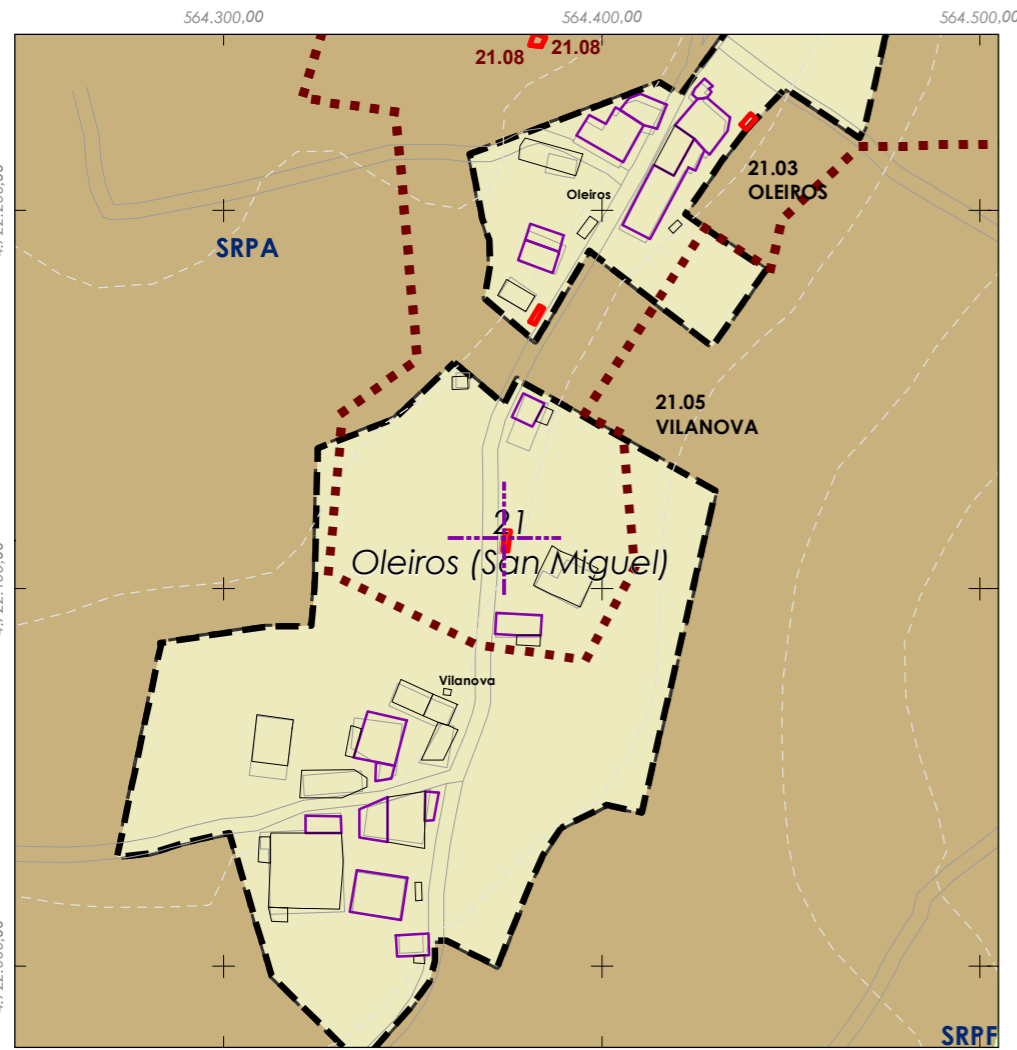 564.300,00
564.400,00
564.500,00
21.08
21.08
Oleiros
21.03
OLEIROS
SRPA
21.05
VILANOVA
21
Oleiros (San Miguel)
Vilanova
SRPF